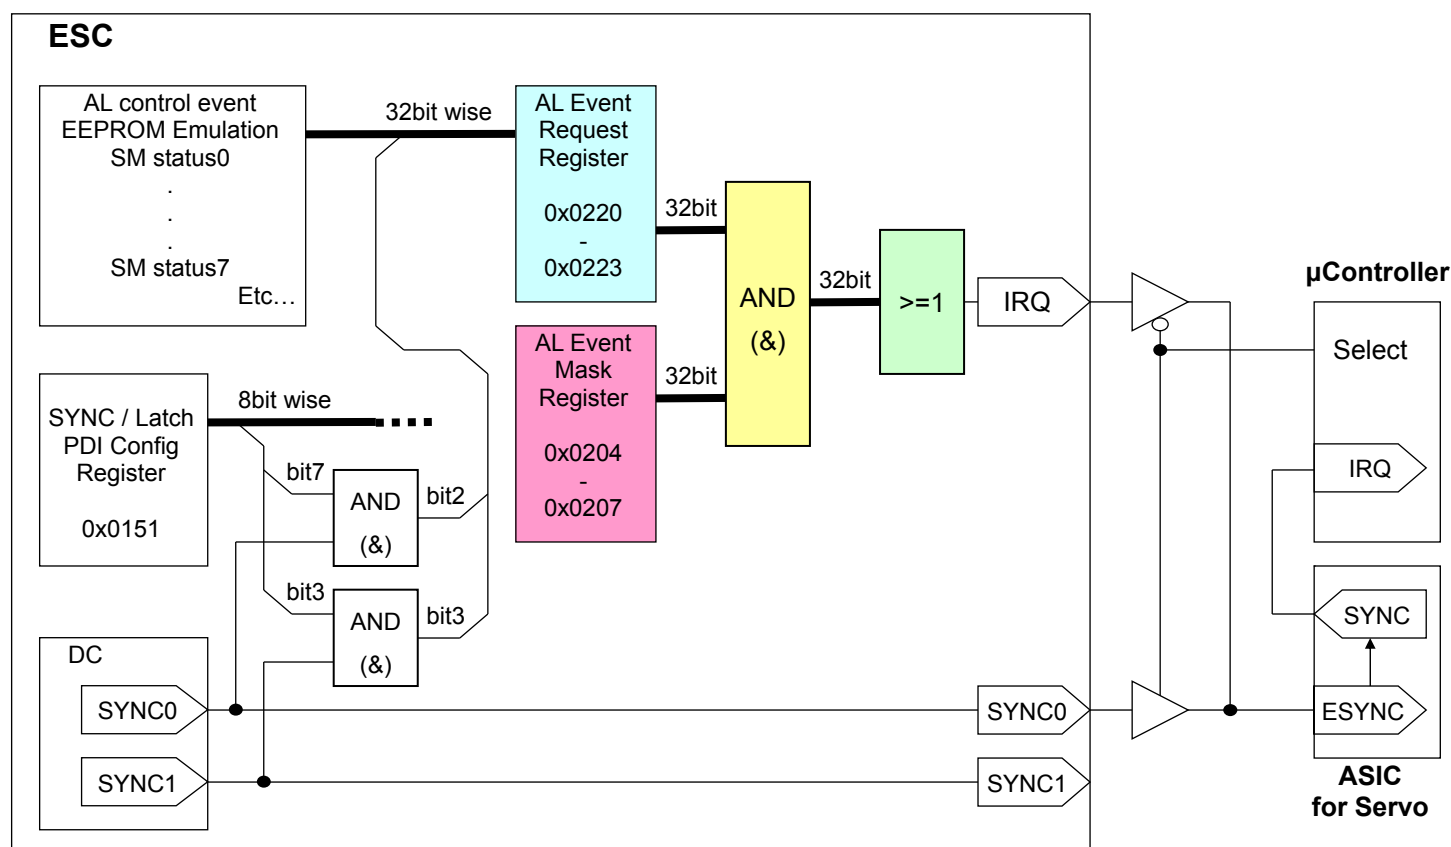 ESC
AL control event
EEPROM Emulation
SM status0
.
.
.
SM status7
Etc…
32bit wise
AL Event
Request
Register
0x0220
-
0x0223
32bit
AL Event
Mask
Register
0x0204
-
0x0207
32bit
AND
(&)
32bit
>=1
IRQ
µController
Select
IRQ
SYNC / Latch
PDI Config
Register
0x0151
8bit wise
bit7
AND
(&)
bit2
bit3
AND
(&)
bit3
DC
SYNC0
SYNC1
SYNC0
SYNC1
SYNC
ESYNC
ASIC
for Servo